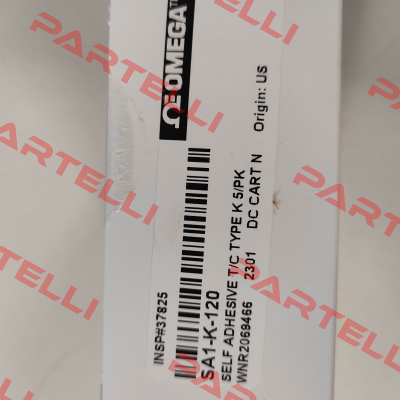 ΩOMEGA™
Origin: US
INSP#37825
SA1-K-120
SELF ADHESIVE T/C TYPE K 5/PK
WNR2069466 2301 DC CART N
PARTELLI
PARTELLI
PARTELLI
PARTELLI
PARTELLI